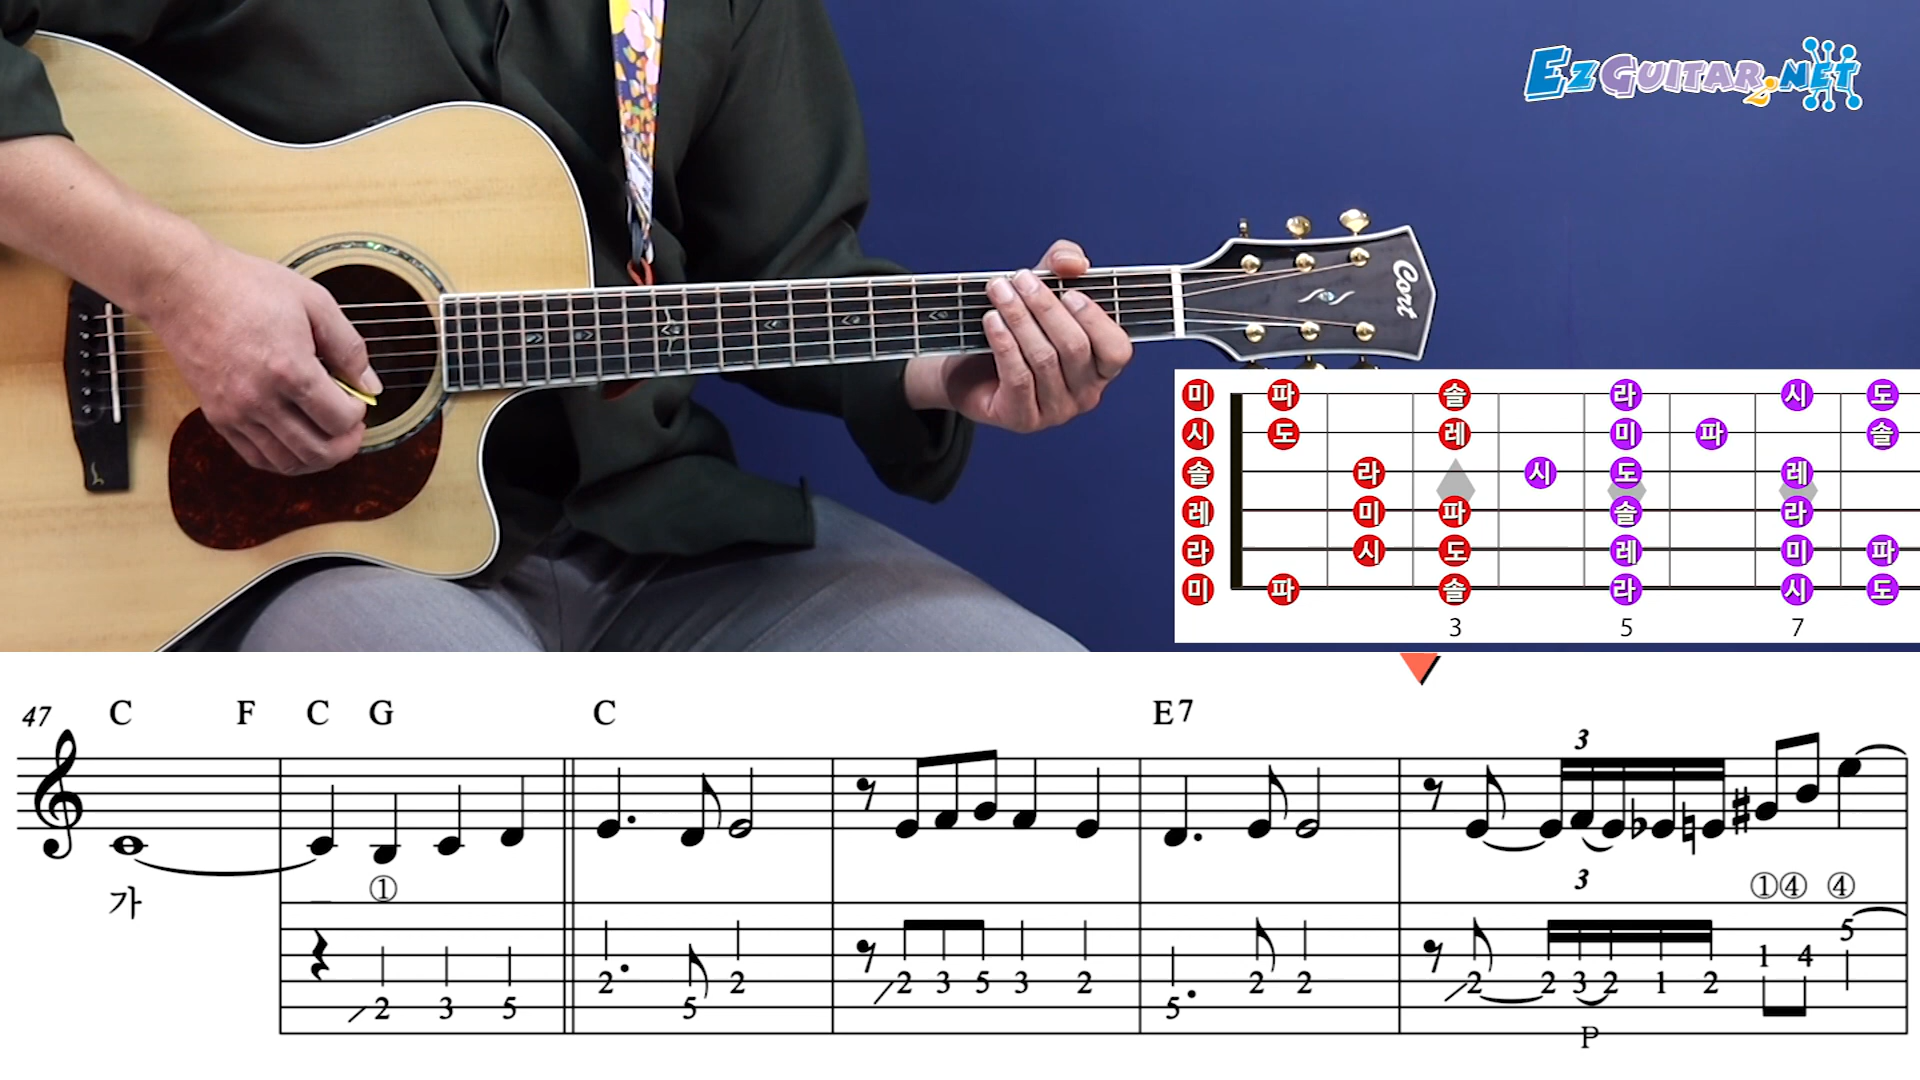 EZGUITAR2.NET
Cort
미 파 솔 라 시 도
시 도 레 미 파 솔
솔 라 시 도 레
레 미 파 솔 라
라 시 도 레 미 파
미 파 솔 라 시 도
3 5 7
47 C F C G C E7
3
가 ① 3 ①④ ④
5
1 4
2 2 2 3 5 3 2 2 2 2 2 3 2 1 2
2 3 5 5 5
P